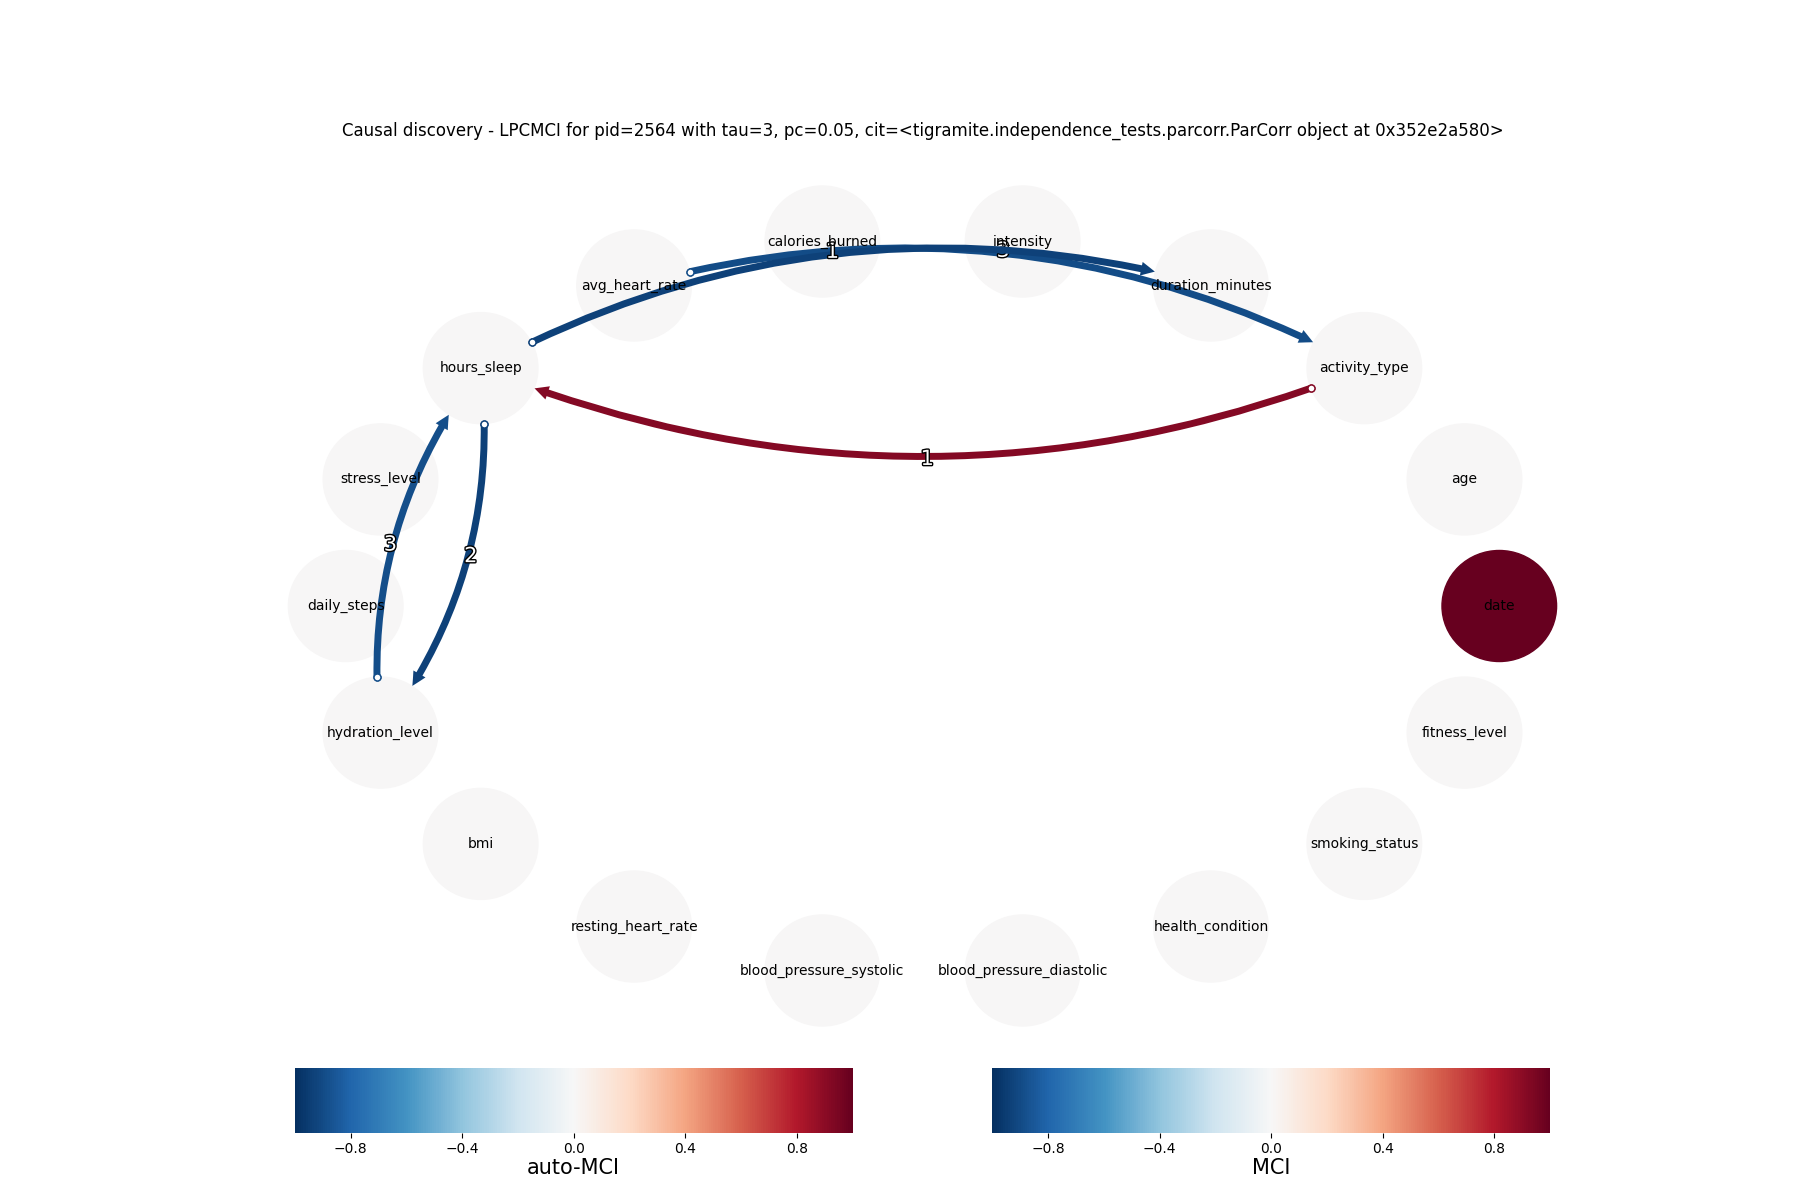 Causal discovery - LPCMCI for pid=2564 with tau=3, pc=0.05, cit=<tigramite.independence_tests.parcorr.ParCorr object at 0x352e2a580>
calories_burned
intensity
1
3
avg_heart_rate
duration_minutes
hours_sleep
activity_type
1
stress_level
age
3
2
daily_steps
date
hydration_level
fitness_level
bmi
smoking_status
resting_heart_rate
health_condition
blood_pressure_systolic
blood_pressure_diastolic
−0.8 −0.4 0.0 0.4 0.8
auto-MCI
−0.8 −0.4 0.0 0.4 0.8
MCI